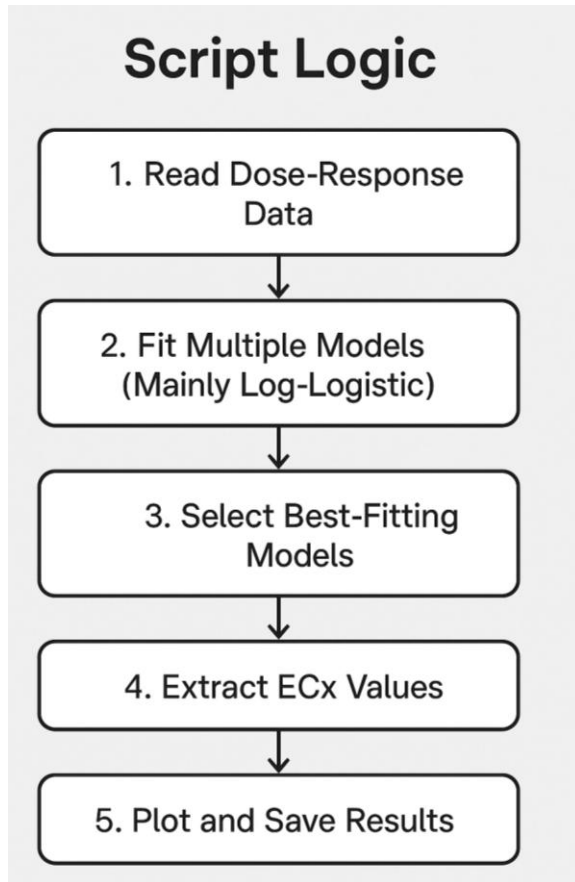 Script Logic
1. Read Dose-Response
Data
2. Fit Multiple Models
(Mainly Log-Logistic)
3. Select Best-Fitting
Models
4. Extract ECx Values
5. Plot and Save Results